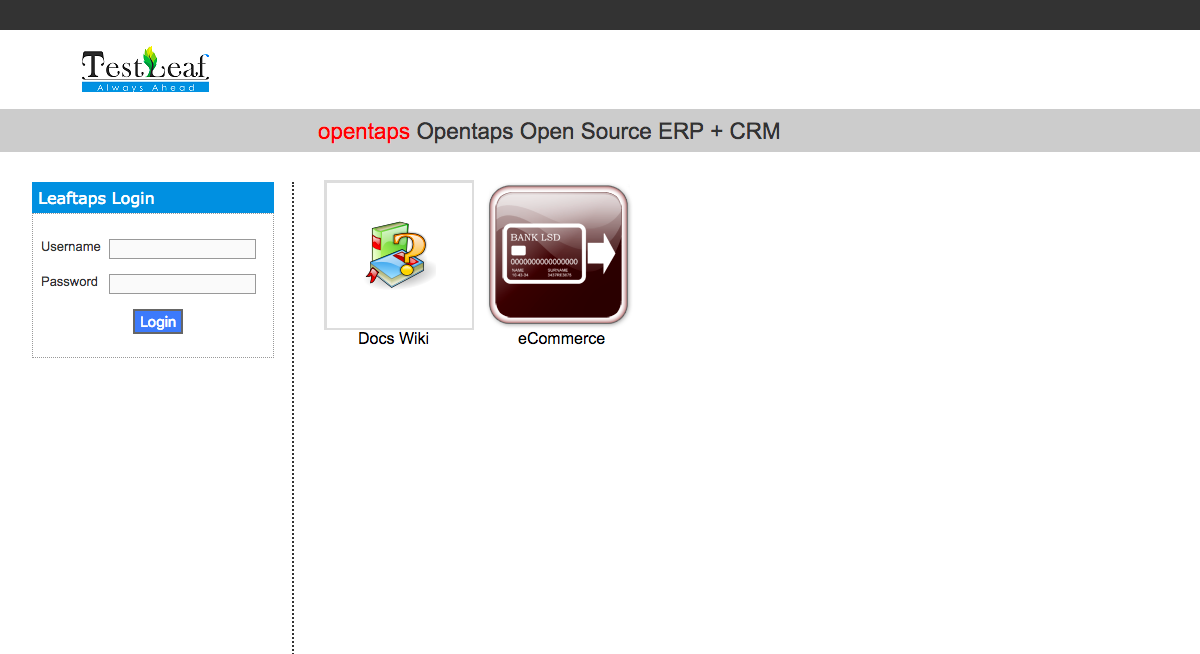 TestLeaf
Always Ahead
opentaps Opentaps Open Source ERP + CRM
Leaftaps Login
Username
Password
Login
BANK LSD
0000000000000000
NAME SURNAME
Docs Wiki
eCommerce